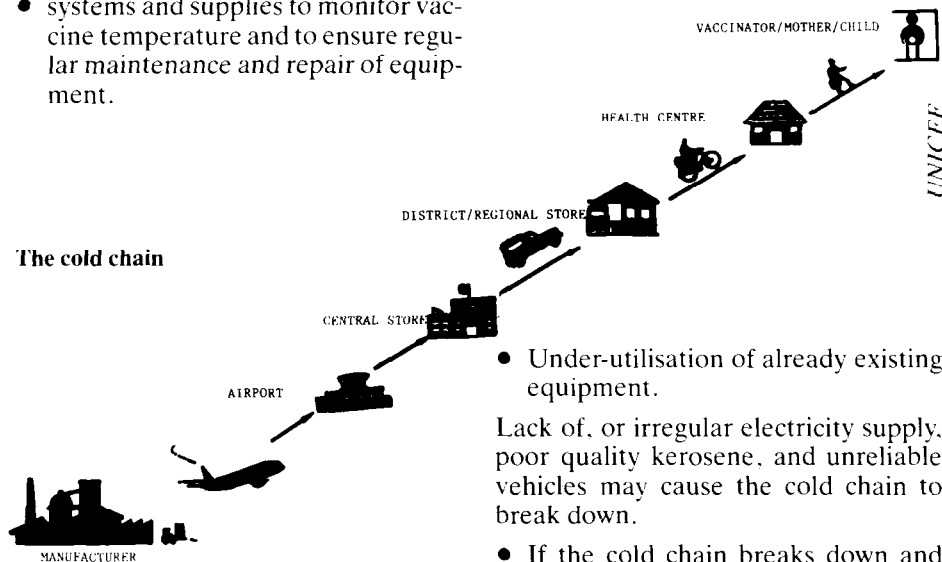 • systems and supplies to monitor vac-
cine temperature and to ensure regu-
lar maintenance and repair of equip-
ment.
The cold chain
VACCINATOR/MOTHER/CHILD
UNICEF
HEALTH CENTRE
DISTRICT/REGIONAL STORE
CENTRAL STORE
AIRPORT
MANUFACTURER
• Under-utilisation of already existing
equipment.
Lack of, or irregular electricity supply,
poor quality kerosene, and unreliable
vehicles may cause the cold chain to
break down.
• If the cold chain breaks down and